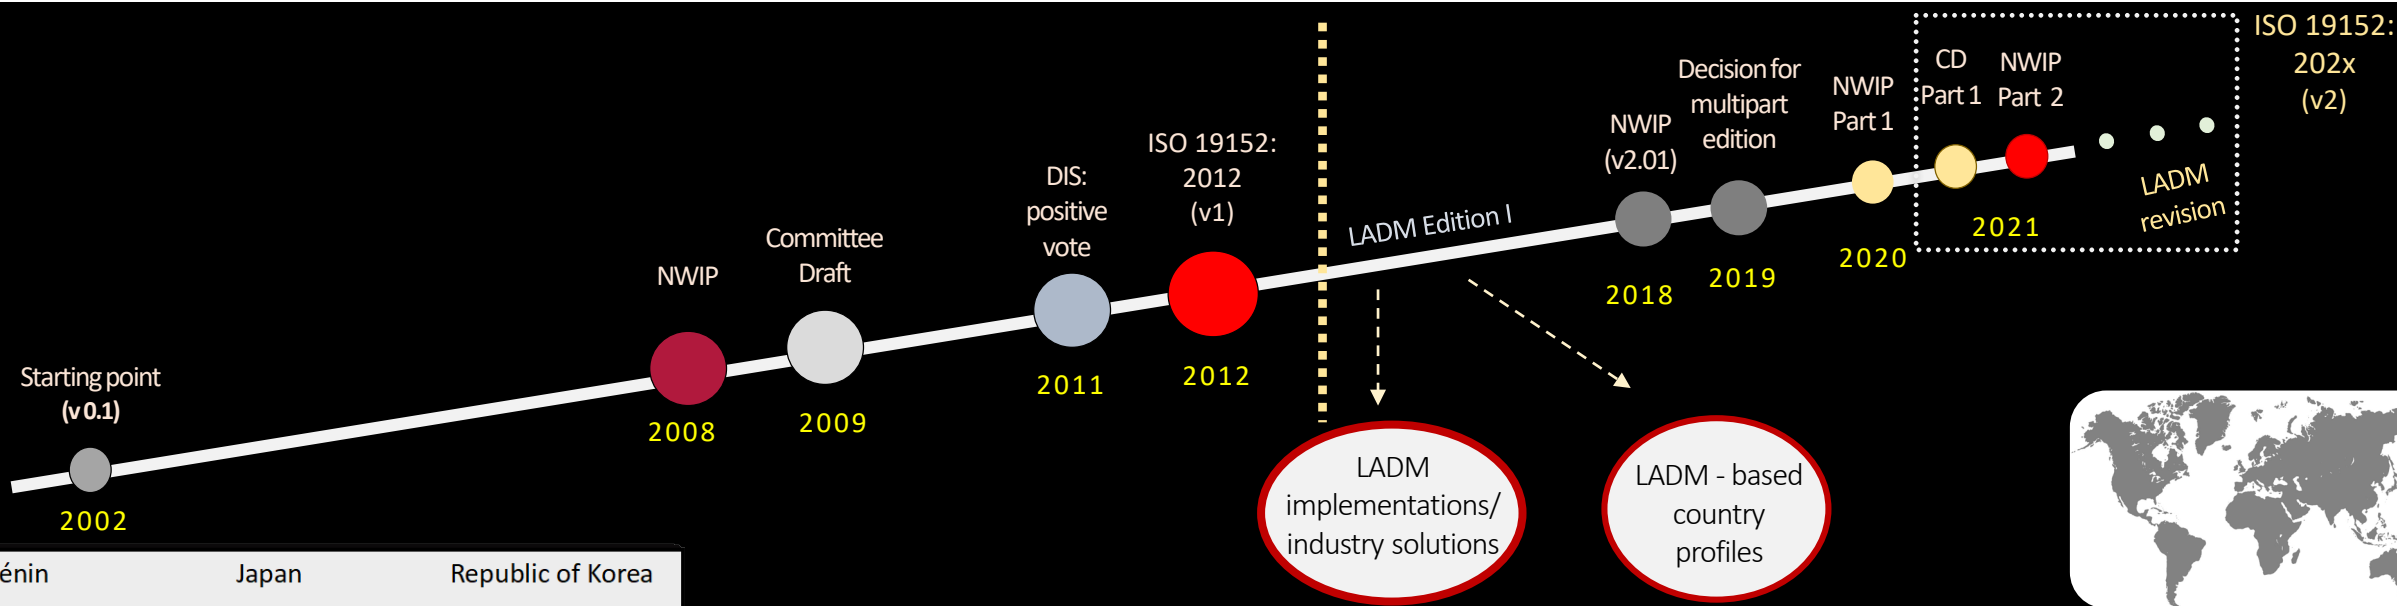 Starting point
(v 0.1)
2002
NWIP
2008
Committee
Draft
2009
DIS:
positive
vote
2011
ISO 19152:
2012
(v1)
2012
LADM Edition I
LADM
implementations/
industry solutions
LADM - based
country
profiles
NWIP
(v2.01)
2018
Decision for
multipart
edition
2019
NWIP
Part 1
2020
CD
Part 1
NWIP
Part 2
2021
LADM
revision
ISO 19152:
202x
(v2)
énin Japan Republic of Korea